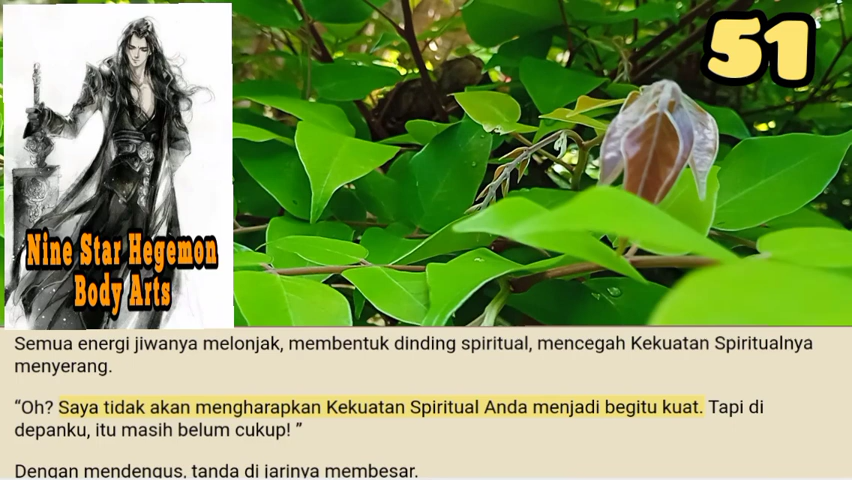 51
Nine Star Hegemon
Body Arts
Semua energi jiwanya melonjak, membentuk dinding spiritual, mencegah Kekuatan Spiritualnya
menyerang.
“Oh? Saya tidak akan mengharapkan Kekuatan Spiritual Anda menjadi begitu kuat. Tapi di
depanku, itu masih belum cukup! ”
Dengan mendengus, tanda di jarinya membesar.